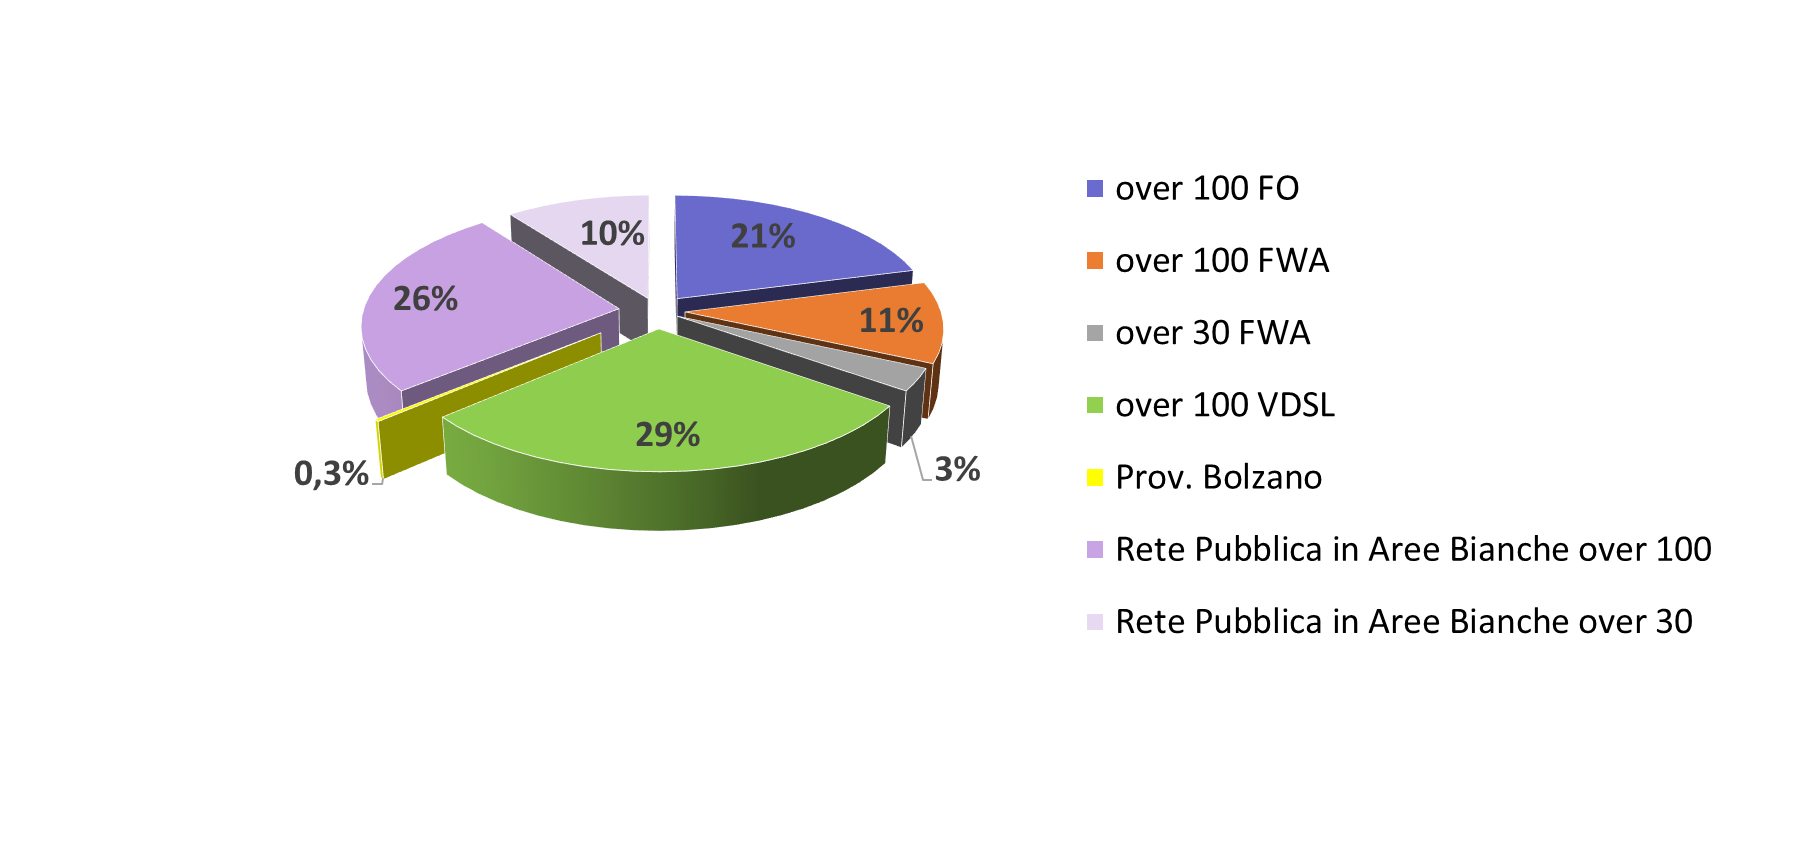 10%
21%
26%
11%
29%
0,3%
3%
over 100 FO
over 100 FWA
over 30 FWA
over 100 VDSL
Prov. Bolzano
Rete Pubblica in Aree Bianche over 100
Rete Pubblica in Aree Bianche over 30